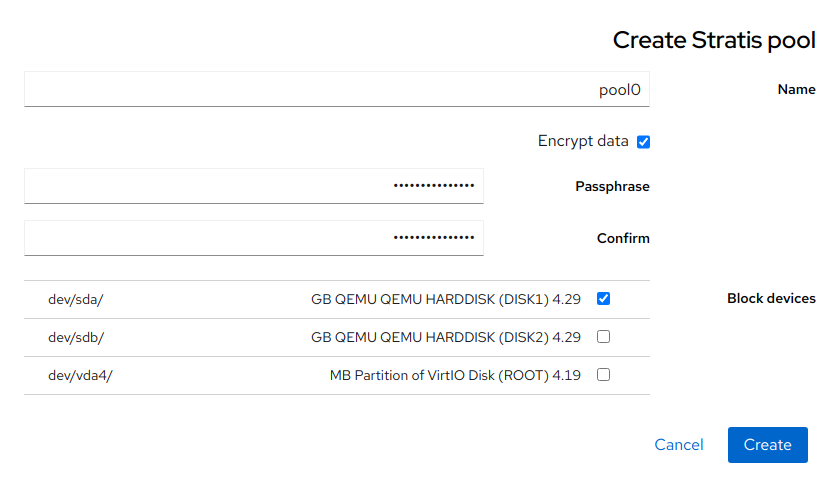 Create Stratis pool
Name pool0
Encrypt data
Passphrase
Confirm
Block devices GB QEMU QEMU HARDDISK (DISK1) 4.29 dev/sda/
GB QEMU QEMU HARDDISK (DISK2) 4.29 dev/sdb/
MB Partition of VirtIO Disk (ROOT) 4.19 dev/vda4/
Create Cancel